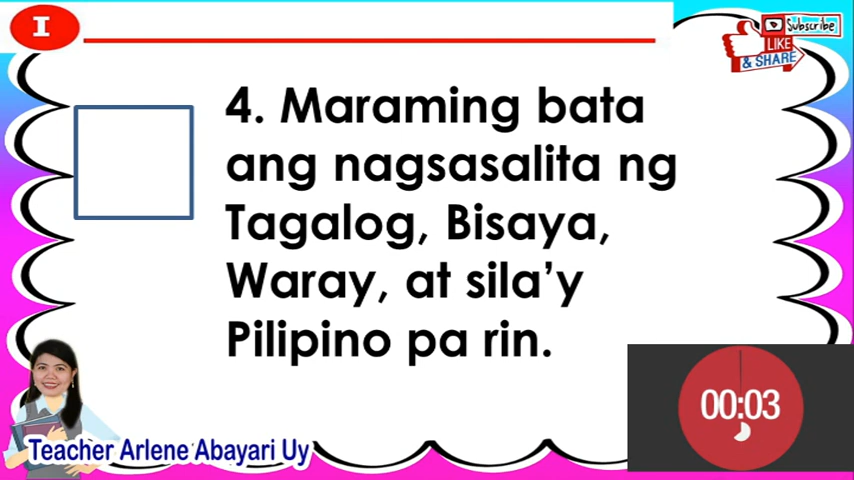 I
Subscribe
LIKE
& SHARE
4. Maraming bata
ang nagsasalita ng
Tagalog, Bisaya,
Waray, at sila’y
Pilipino pa rin.
00:03
Teacher Arlene Abayari Uy